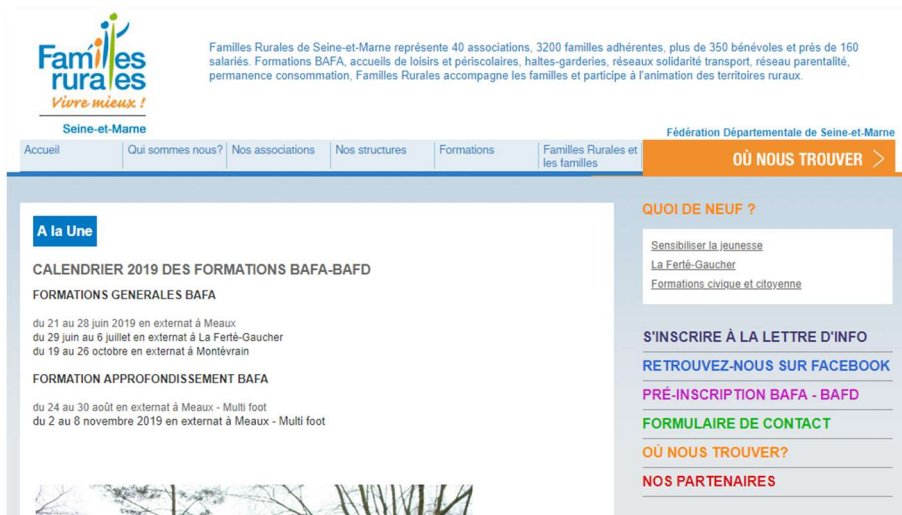 Familles
rurales
Vivre mieux !
Seine-et-Marne
Familles Rurales de Seine-et-Marne représente 40 associations, 3200 familles adhérentes, plus de 350 bénévoles et près de 160
salariés. Formations BAFA, accueils de loisirs et périscolaires, haltes-garderies, réseaux solidarité transport, réseau parentalité,
permanence consommation, Familles Rurales accompagne les familles et participe à l'animation des territoires ruraux.
Fédération Départementale de Seine-et-Marne
Accueil
Qui sommes nous?
Nos associations
Nos structures
Formations
Familles Rurales et
les familles
OÙ NOUS TROUVER >
A la Une
CALENDRIER 2019 DES FORMATIONS BAFA-BAFD
FORMATIONS GENERALES BAFA
du 21 au 28 juin 2019 en externat à Meaux
du 29 juin au 6 juillet en externat à La Ferté-Gaucher
du 19 au 26 octobre en externat à Montévrain
FORMATION APPROFONDISSEMENT BAFA
du 24 au 30 août en externat à Meaux - Multi foot
du 2 au 8 novembre 2019 en externat à Meaux - Multi foot
QUOI DE NEUF ?
Sensibiliser la jeunesse
La Ferté-Gaucher
Formations civique et citoyenne
S'INSCRIRE À LA LETTRE D'INFO
RETROUVEZ-NOUS SUR FACEBOOK
PRÉ-INSCRIPTION BAFA - BAFD
FORMULAIRE DE CONTACT
OÙ NOUS TROUVER?
NOS PARTENAIRES